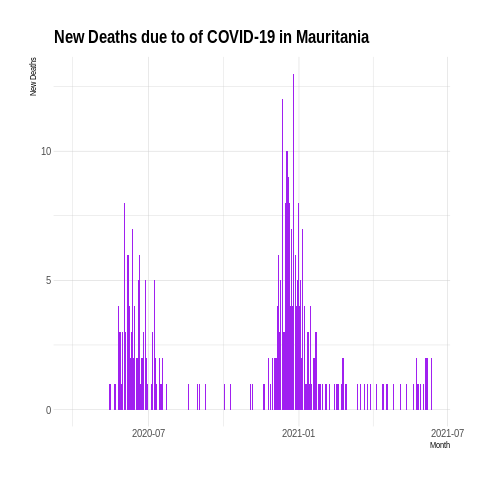 New Deaths due to of COVID-19 in Mauritania
New Deaths
10
5
0
2020-07
2021-01
2021-07
Month